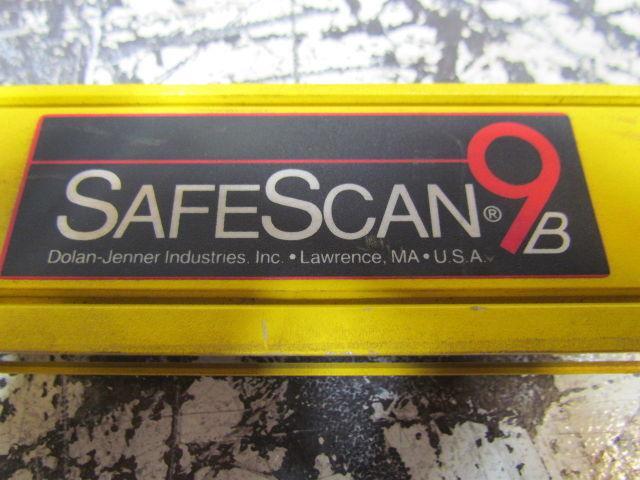 SAFESCAN® 9B
Dolan-Jenner Industries, Inc. • Lawrence, MA • U.S.A.